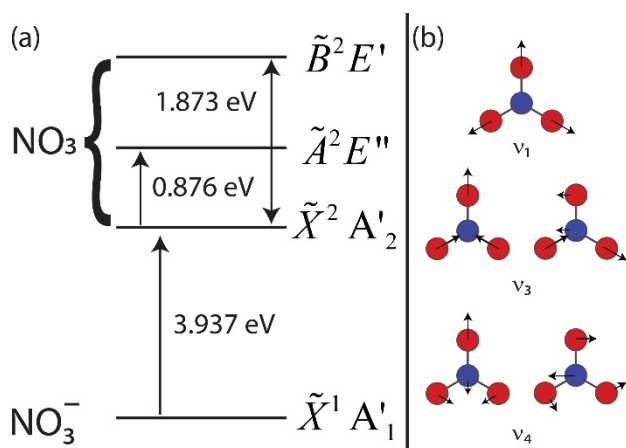 (a)
B̃²E'
1.873 eV
NO₃
òA²E''
0.876 eV
X̃² A'₂
3.937 eV
NO₃⁻
X̃¹ A'₁
(b)
ν₁
ν₃
ν₄